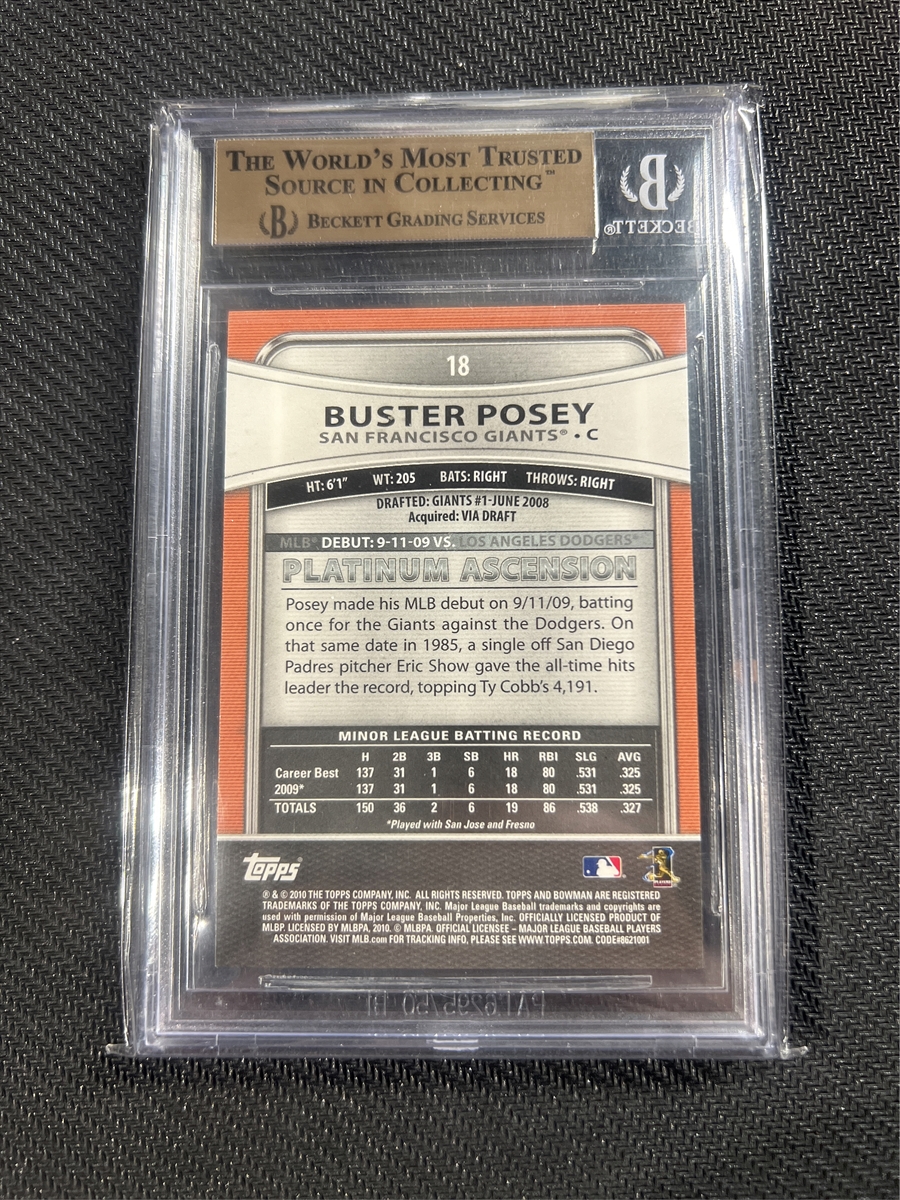 THE WORLD'S MOST TRUSTED
SOURCE IN COLLECTING™
B BECKETT GRADING SERVICES
B
BECKETT®
18
BUSTER POSEY
SAN FRANCISCO GIANTS® • C
HT: 6'1" WT: 205 BATS: RIGHT THROWS: RIGHT
DRAFTED: GIANTS #1-JUNE 2008
Acquired: VIA DRAFT
MLB® DEBUT: 9-11-09 VS. LOS ANGELES DODGERS®
PLATINUM ASCENSION
Posey made his MLB debut on 9/11/09, batting
once for the Giants against the Dodgers. On
that same date in 1985, a single off San Diego
Padres pitcher Eric Show gave the all-time hits
leader the record, topping Ty Cobb's 4,191.
MINOR LEAGUE BATTING RECORD
H 2B 3B SB HR RBI SLG AVG
Career Best 137 31 1 6 18 80 .531 .325
2009* 137 31 1 6 18 80 .531 .325
TOTALS 150 36 2 6 19 86 .538 .327
*Played with San Jose and Fresno
Topps®
® & © 2010 THE TOPPS COMPANY, INC. ALL RIGHTS RESERVED. TOPPS AND BOWMAN ARE REGISTERED
TRADEMARKS OF THE TOPPS COMPANY, INC. Major League Baseball trademarks and copyrights are
used with permission of Major League Baseball Properties, Inc. OFFICIALLY LICENSED PRODUCT OF
MLBP. LICENSED BY MLBPA, 2010. © MLBPA. OFFICIAL LICENSEE – MAJOR LEAGUE BASEBALL PLAYERS
ASSOCIATION. VISIT MLB.com FOR TRACKING INFO, PLEASE SEE WWW.TOPPS.COM. CODE#8621001